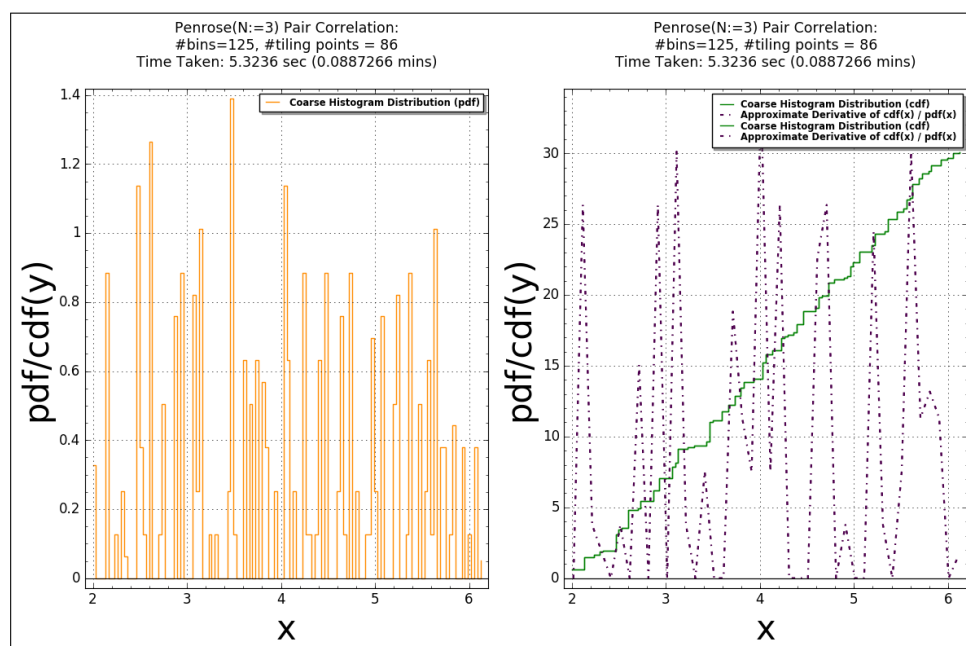 Penrose(N:=3) Pair Correlation:
#bins=125, #tiling points = 86
Time Taken: 5.3236 sec (0.0887266 mins)
Coarse Histogram Distribution (pdf)
1.4
1.2
1
0.8
0.6
0.4
0.2
0
pdf/cdf(y)
2
3
4
5
6
x
Penrose(N:=3) Pair Correlation:
#bins=125, #tiling points = 86
Time Taken: 5.3236 sec (0.0887266 mins)
Coarse Histogram Distribution (cdf)
Approximate Derivative of cdf(x) / pdf(x)
Coarse Histogram Distribution (cdf)
Approximate Derivative of cdf(x) / pdf(x)
30
25
20
15
10
5
0
pdf/cdf(y)
2
3
4
5
6
x